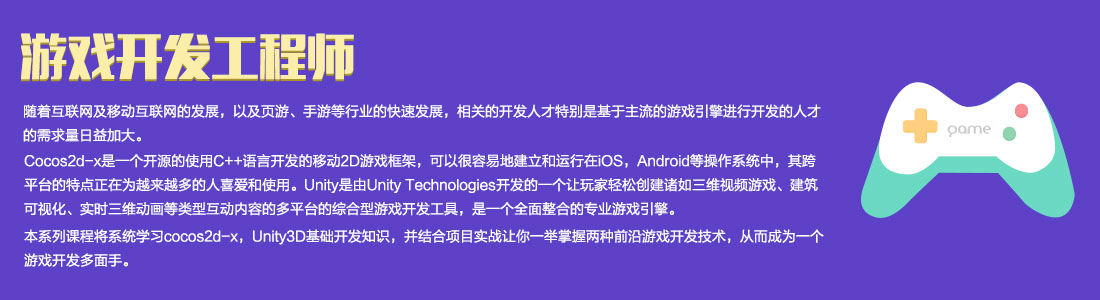 游戏开发工程师
随着互联网及移动互联网的发展，以及页游、手游等行业的快速发展，相关的开发人才特别是基于主流的游戏引擎进行开发的人才
的需求量日益加大。
Cocos2d-x是一个开源的使用C++语言开发的移动2D游戏框架，可以很容易地建立和运行在iOS，Android等操作系统中，其跨
平台的特点正在为越来越多的人喜爱和使用。Unity是由Unity Technologies开发的一个让玩家轻松创建诸如三维视频游戏、建筑
可视化、实时三维动画等类型互动内容的多平台的综合型游戏开发工具，是一个全面整合的专业游戏引擎。
本系列课程将系统学习cocos2d-x，Unity3D基础开发知识，并结合项目实战让你一举掌握两种前沿游戏开发技术，从而成为一个
游戏开发多面手。
game